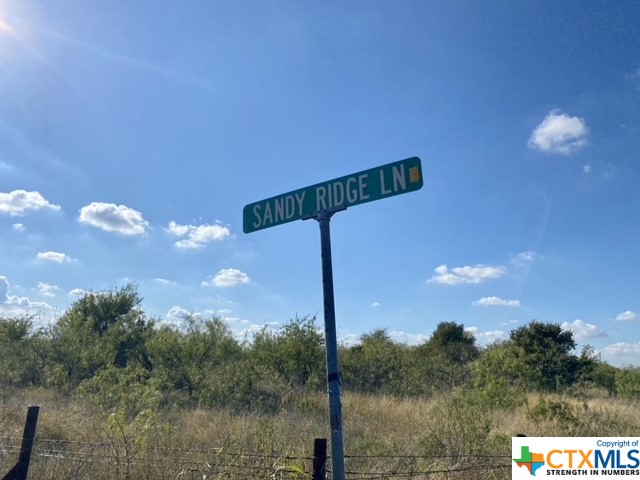 SANDY RIDGE LN
Copyright of
CTXMLS
STRENGTH IN NUMBERS